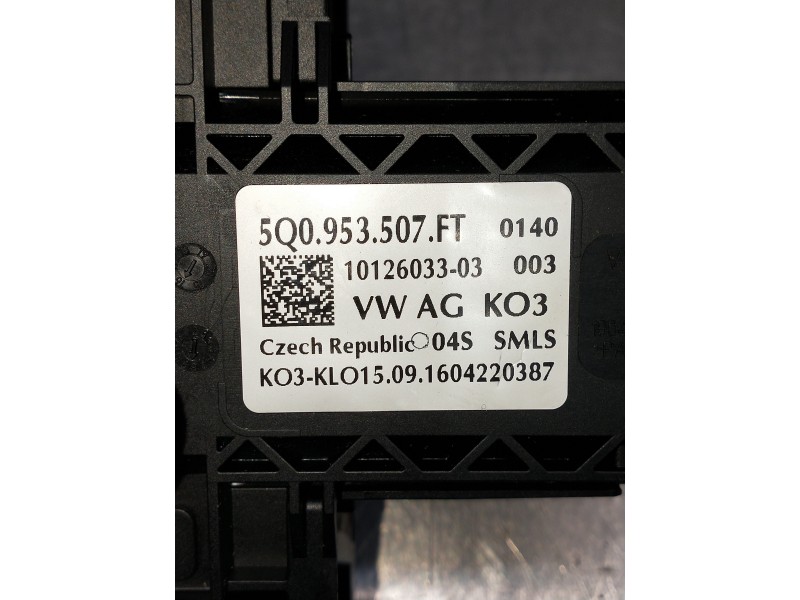 5Q0.953.507.FT 0140
10126033-03 003
VW AG KO3
Czech Republic 04S SMLS
KO3-KLO15.09.1604220387